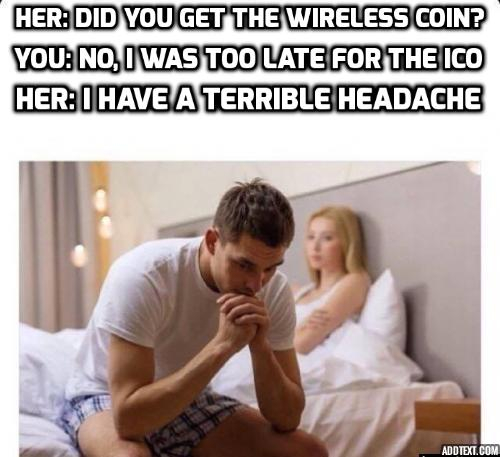 HER: DID YOU GET THE WIRELESS COIN?
YOU: NO, I WAS TOO LATE FOR THE ICO
HER: I HAVE A TERRIBLE HEADACHE
ADDTEXT.COM